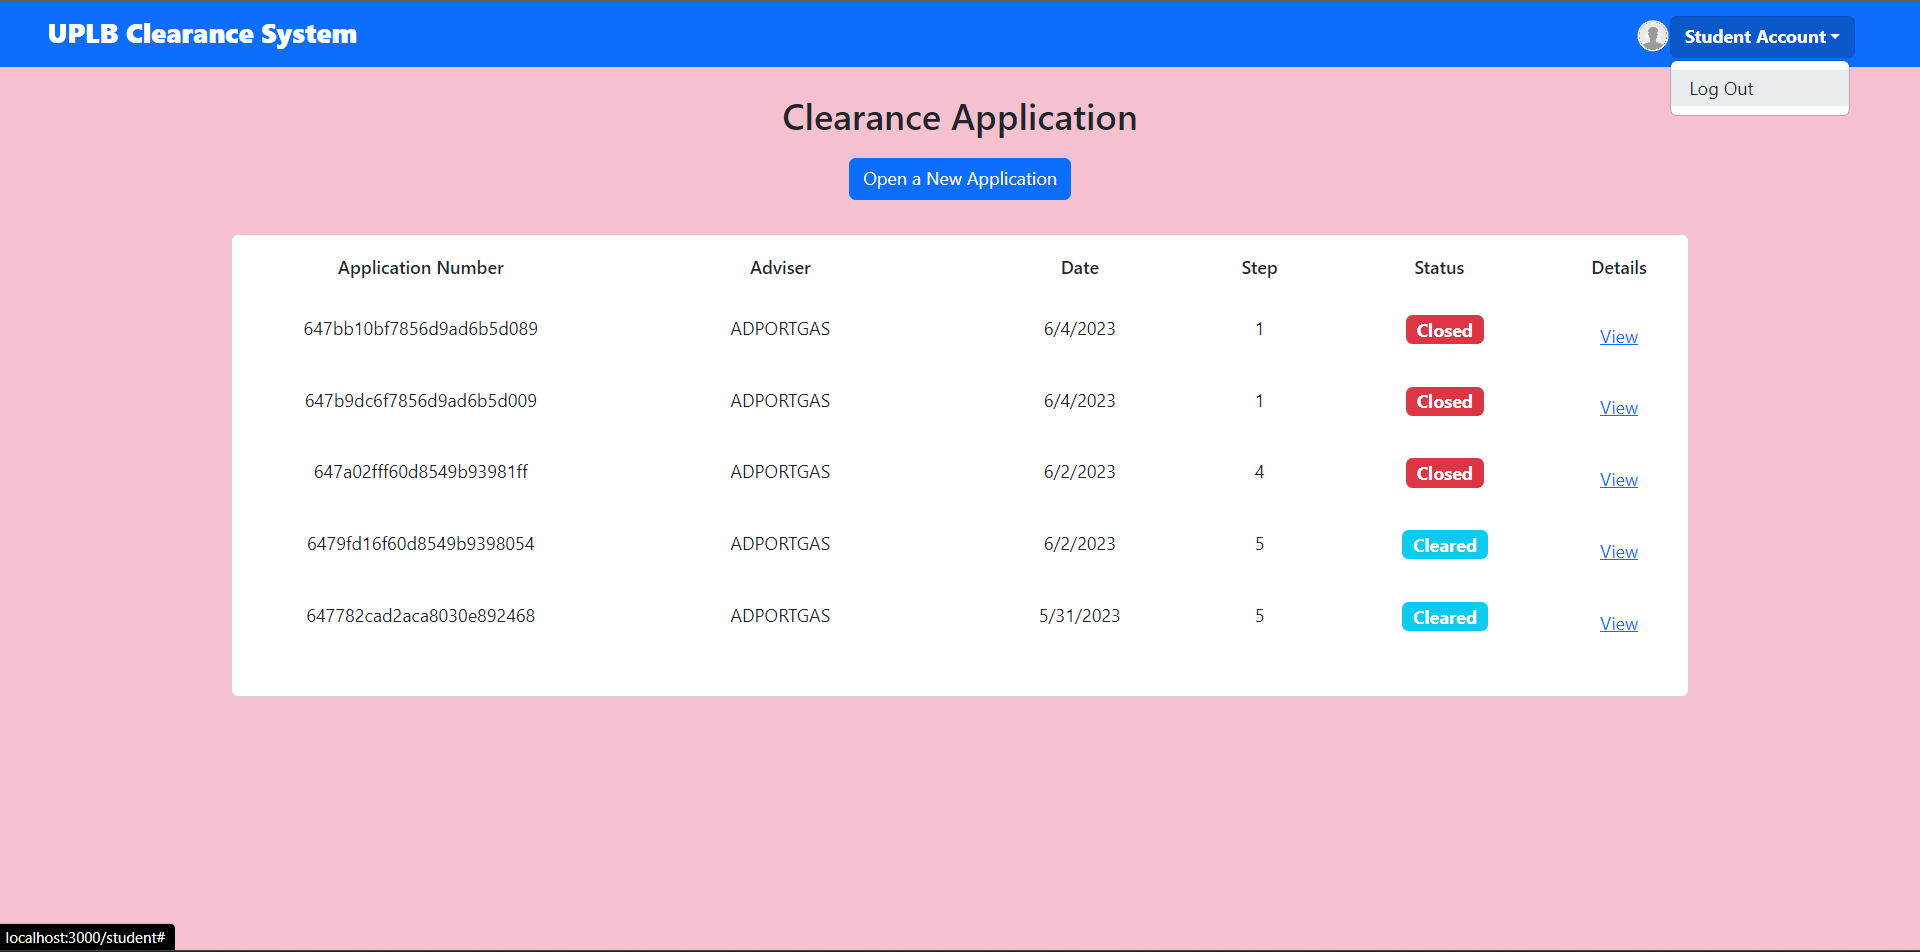 UPLB Clearance System
Student Account
Log Out
Clearance Application
Open a New Application
Application Number Adviser Date Step Status Details
647bb10bf7856d9ad6b5d089 ADPORTGAS 6/4/2023 1 Closed View
647b9dc6f7856d9ad6b5d009 ADPORTGAS 6/4/2023 1 Closed View
647a02fff60d8549b93981ff ADPORTGAS 6/2/2023 4 Closed View
6479fd16f60d8549b9398054 ADPORTGAS 6/2/2023 5 Cleared View
647782cad2aca8030e892468 ADPORTGAS 5/31/2023 5 Cleared View
localhost:3000/student#